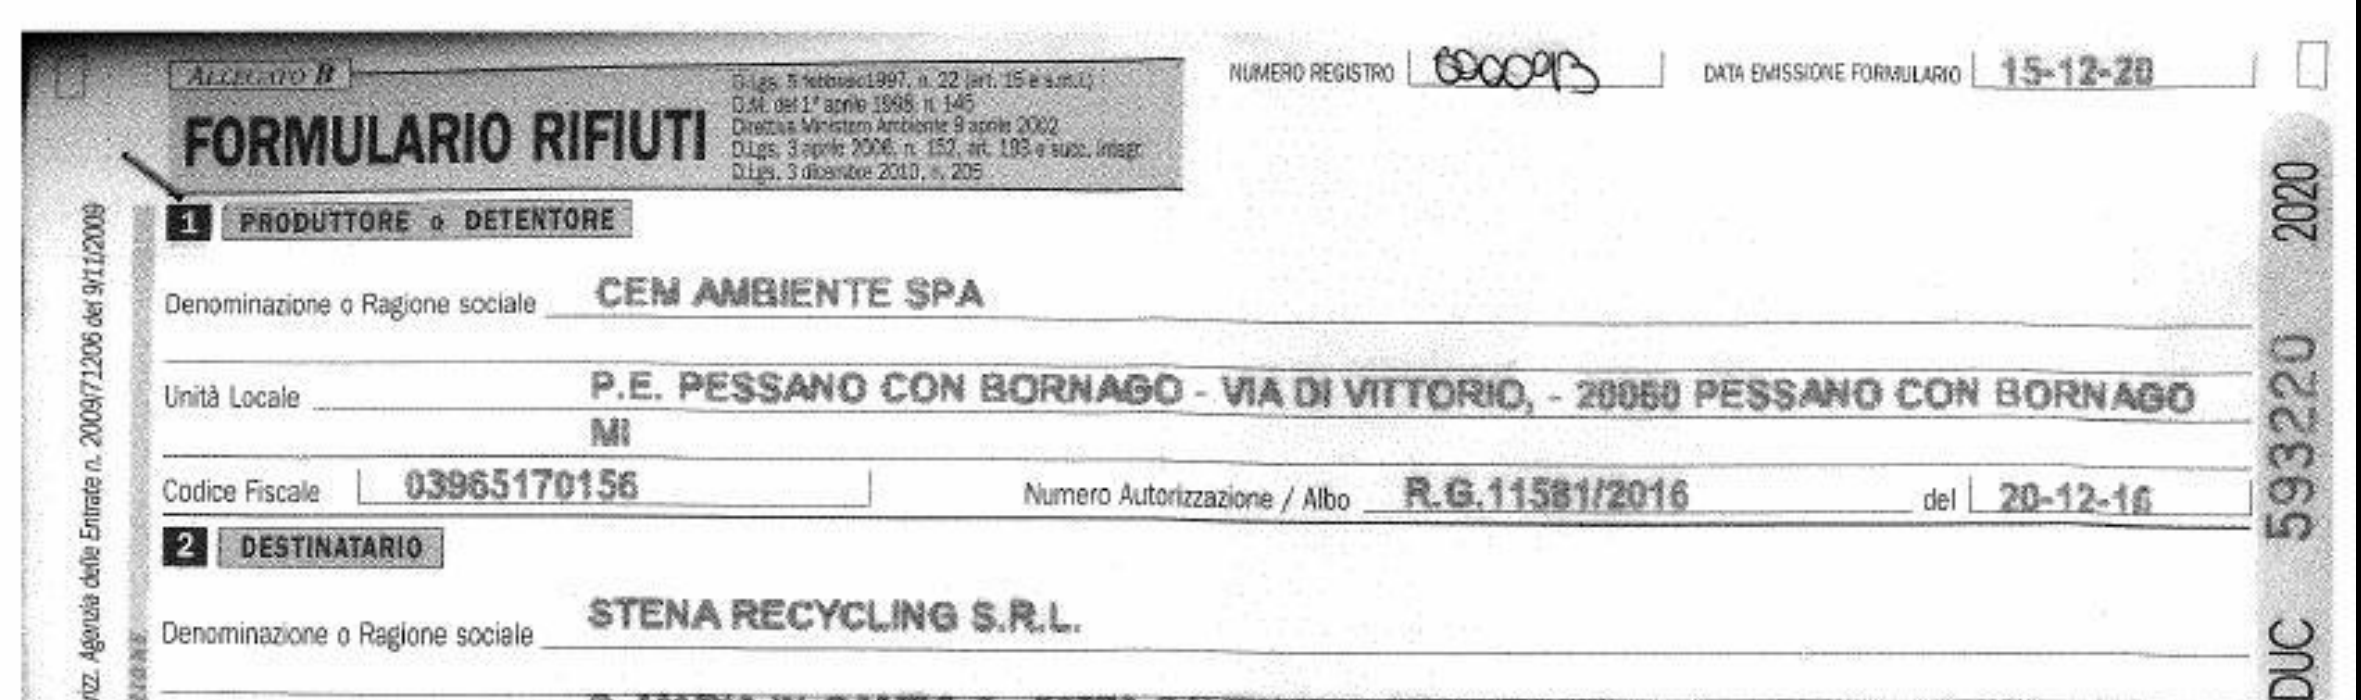 ALLEGATO B
FORMULARIO RIFIUTI
D.Lgs. 5 febbraio 1997, n. 22 (art. 15 e s.m.i.)
D.M. del 1° aprile 1998, n. 145
Direttiva Ministero Ambiente 9 aprile 2002
D.Lgs. 3 aprile 2006, n. 152, art. 193 e succ. integr.
D.Lgs. 3 dicembre 2010, n. 205
NUMERO REGISTRO
DATA EMISSIONE FORMULARIO 15-12-20
1 PRODUTTORE o DETENTORE
Denominazione o Ragione sociale CEM AMBIENTE SPA
Unità Locale P.E. PESSANO CON BORNAGO - VIA DI VITTORIO, - 20060 PESSANO CON BORNAGO
MI
Codice Fiscale 03965170156 Numero Autorizzazione / Albo R.G.11581/2016 del 20-12-16
2 DESTINATARIO
Denominazione o Ragione sociale STENA RECYCLING S.R.L.
Agenzia delle Entrate n. 2009/71206 del 9/11/2009
DUC 593220 2020